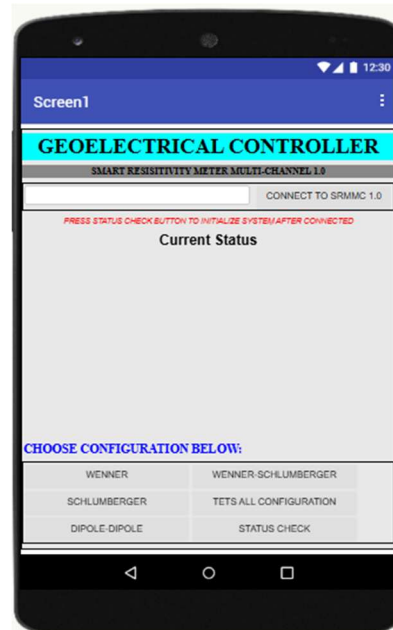 12:30
Screen1
GEOELECTRICAL CONTROLLER
SMART RESISITIVITY METER MULTI-CHANNEL 1.0
CONNECT TO SRMMC 1.0
PRESS STATUS CHECK BUTTON TO INITIALIZE SYSTEM AFTER CONNECTED
Current Status
CHOOSE CONFIGURATION BELOW:
WENNER WENNER-SCHLUMBERGER
SCHLUMBERGER TETS ALL CONFIGURATION
DIPOLE-DIPOLE STATUS CHECK